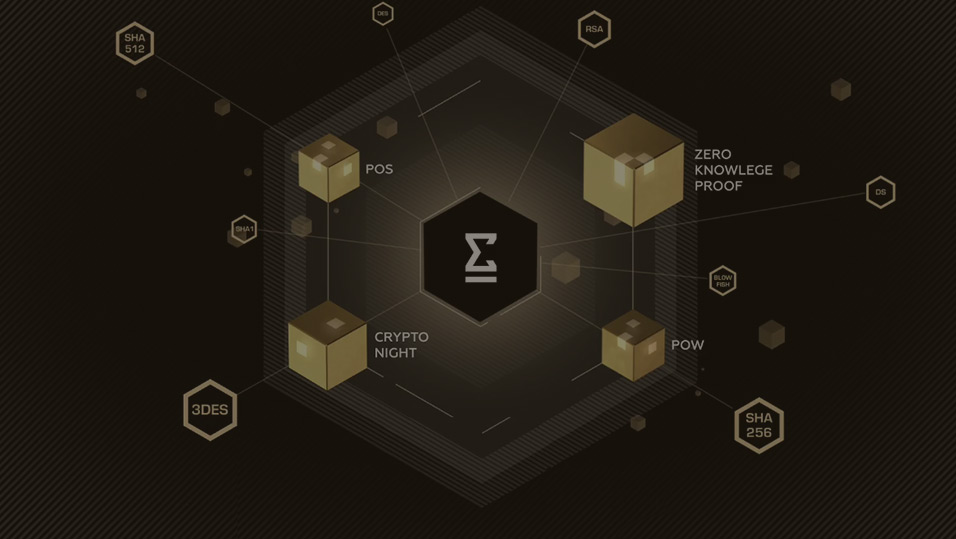 DES
RSA
SHA
512
ZERO
KNOWLEGE
PROOF
POS
DS
SHA1
Σ
BLOW
FISH
CRYPTO
NIGHT
POW
3DES
SHA
256